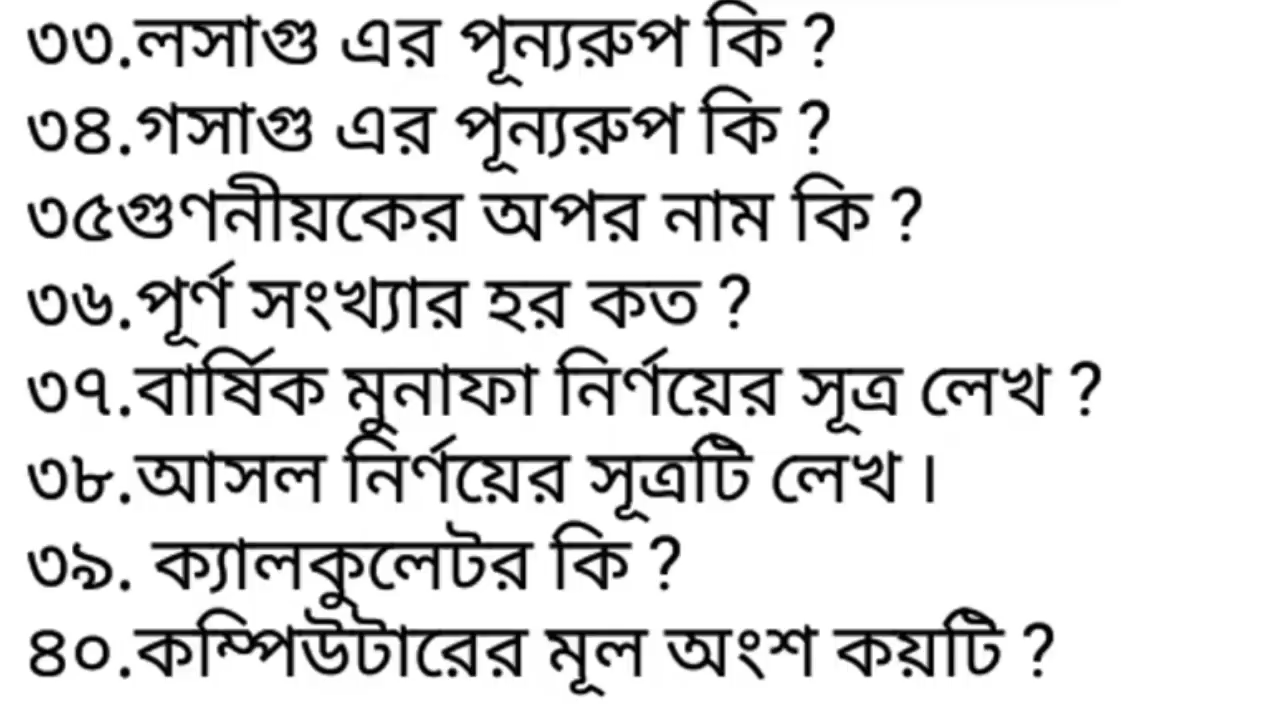 ৩৩.লসাগু এর পূন্যরুপ কি ?
৩৪.গসাগু এর পূন্যরুপ কি ?
৩৫গুণনীয়কের অপর নাম কি ?
৩৬.পূর্ণ সংখ্যার হর কত ?
৩৭.বার্ষিক মুনাফা নির্ণয়ের সূত্র লেখ ?
৩৮.আসল নির্ণয়ের সূত্রটি লেখ ।
৩৯. ক্যালকুলেটর কি ?
৪০.কম্পিউটারের মূল অংশ কয়টি ?